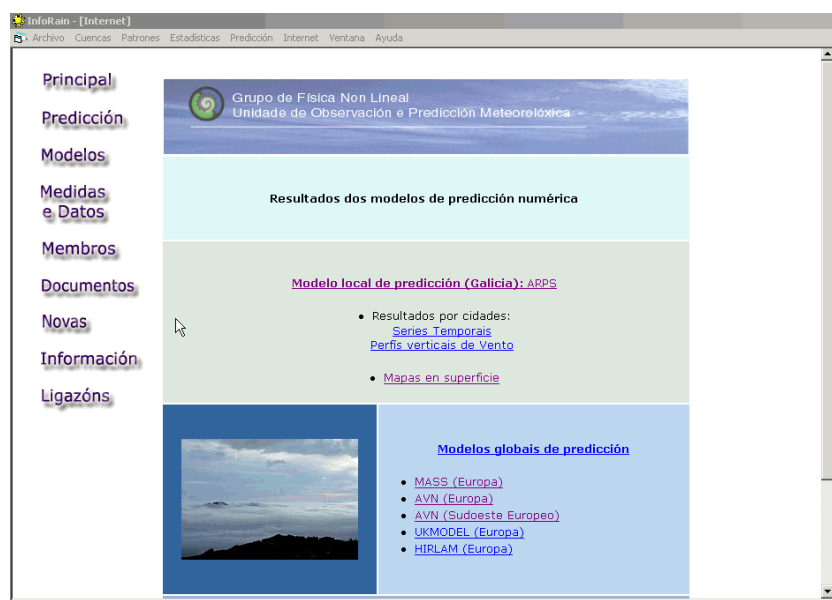 InfoRain - [Internet]
Archivo Cuencas Patrones Estadísticas Predicción Internet Ventana Ayuda
Principal
Predicción
Modelos
Medidas
e Datos
Membros
Documentos
Novas
Información
Ligazóns
Grupo de Física Non Lineal
Unidade de Observación e Predicción Meteorolóxica
Resultados dos modelos de predicción numérica
Modelo local de predicción (Galicia): ARPS
• Resultados por cidades:
Series Temporais
Perfís verticais de Vento
• Mapas en superficie
Modelos globais de predicción
• MASS (Europa)
• AVN (Europa)
• AVN (Sudoeste Europeo)
• UKMODEL (Europa)
• HIRLAM (Europa)